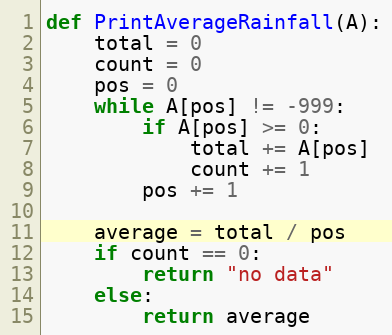 1 def PrintAverageRainfall(A):
2     total = 0
3     count = 0
4     pos = 0
5     while A[pos] != -999:
6         if A[pos] >= 0:
7             total += A[pos]
8             count += 1
9         pos += 1
10
11     average = total / pos
12     if count == 0:
13         return "no data"
14     else:
15         return average